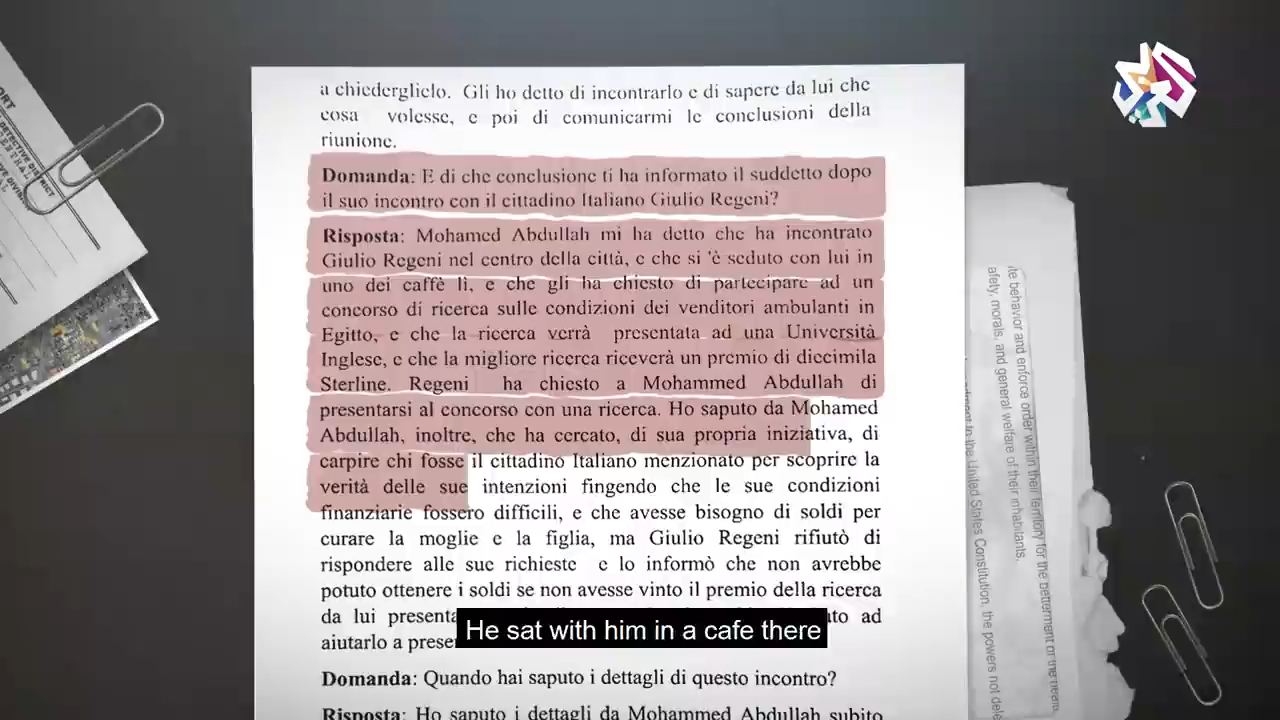 a chiederglielo. Gli ho detto di incontrarlo e di sapere da lui che
cosa volesse, e poi di comunicarmi le conclusioni della
riunione.
Domanda: E di che conclusione ti ha informato il suddetto dopo
il suo incontro con il cittadino Italiano Giulio Regeni?
Risposta: Mohamed Abdullah mi ha detto che ha incontrato
Giulio Regeni nel centro della città, e che si 'è seduto con lui in
uno dei caffè lì, e che gli ha chiesto di partecipare ad un
concorso di ricerca sulle condizioni dei venditori ambulanti in
Egitto, e che la ricerca verrà presentata ad una Università
Inglese, e che la migliore ricerca riceverà un premio di diecimila
Sterline. Regeni ha chiesto a Mohammed Abdullah di
presentarsi al concorso con una ricerca. Ho saputo da Mohamed
Abdullah, inoltre, che ha cercato, di sua propria iniziativa, di
carpire chi fosse il cittadino Italiano menzionato per scoprire la
verità delle sue intenzioni fingendo che le sue condizioni
finanziarie fossero difficili, e che avesse bisogno di soldi per
curare la moglie e la figlia, ma Giulio Regeni rifiutò di
rispondere alle sue richieste e lo informò che non avrebbe
potuto ottenere i soldi se non avesse vinto il premio della ricerca
da lui ad
aiutarlo a
He sat with him in a cafe there
Domanda: Quando hai saputo i dettagli di questo incontro?
Risposta: Ho saputo i dettagli da Mohammed Abdullah subito
te behavior and enforce order within their territory for the betterment of the
afety, morals, and general welfare of their inhabitants.
to the United States Constitution, the powers not